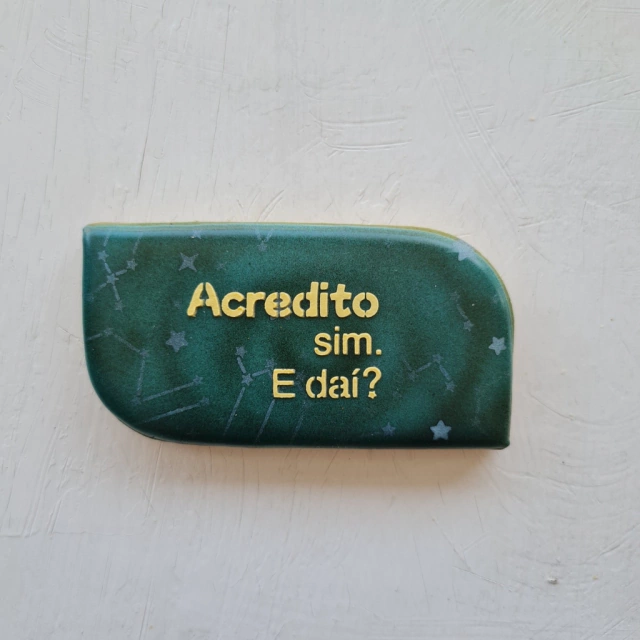 Acredito
sim.
E daí?